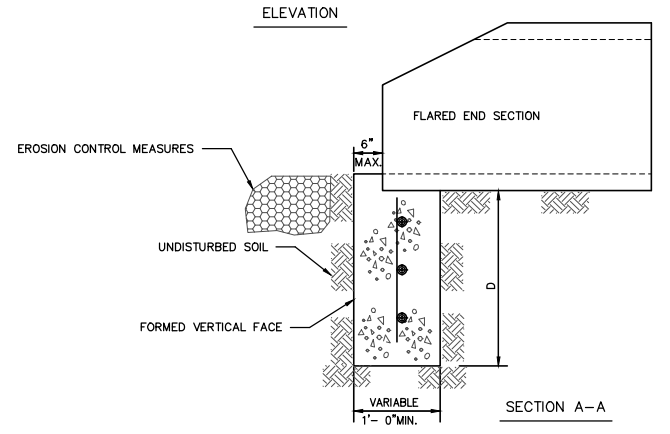 ELEVATION
FLARED END SECTION
6"
MAX.
EROSION CONTROL MEASURES
UNDISTURBED SOIL
D
FORMED VERTICAL FACE
VARIABLE
1'- 0"MIN.
SECTION A-A